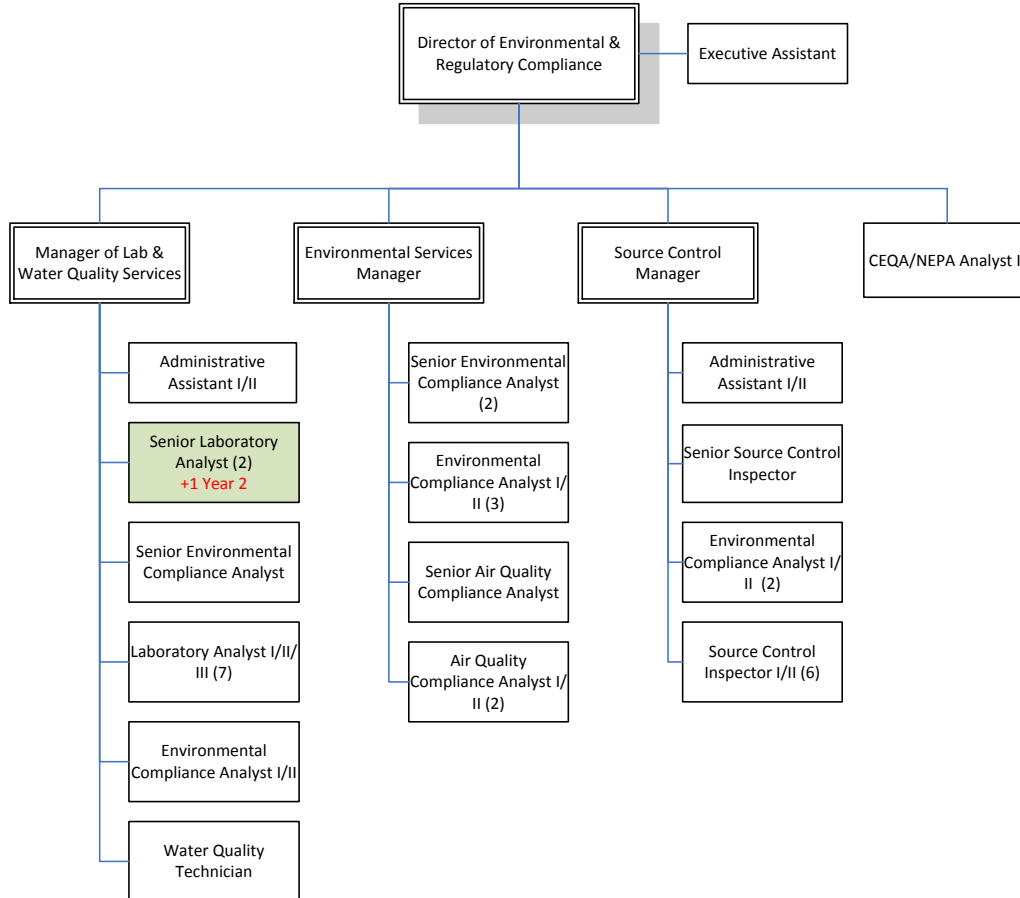 Director of Environmental &
Regulatory Compliance
Executive Assistant
Manager of Lab &
Water Quality Services
Environmental Services
Manager
Source Control
Manager
CEQA/NEPA Analyst I
Administrative
Assistant I/II
Senior Laboratory
Analyst (2)
+1 Year 2
Senior Environmental
Compliance Analyst
Laboratory Analyst I/II/
III (7)
Environmental
Compliance Analyst I/II
Water Quality
Technician
Senior Environmental
Compliance Analyst
(2)
Environmental
Compliance Analyst I/
II (3)
Senior Air Quality
Compliance Analyst
Air Quality
Compliance Analyst I/
II (2)
Administrative
Assistant I/II
Senior Source Control
Inspector
Environmental
Compliance Analyst I/
II (2)
Source Control
Inspector I/II (6)